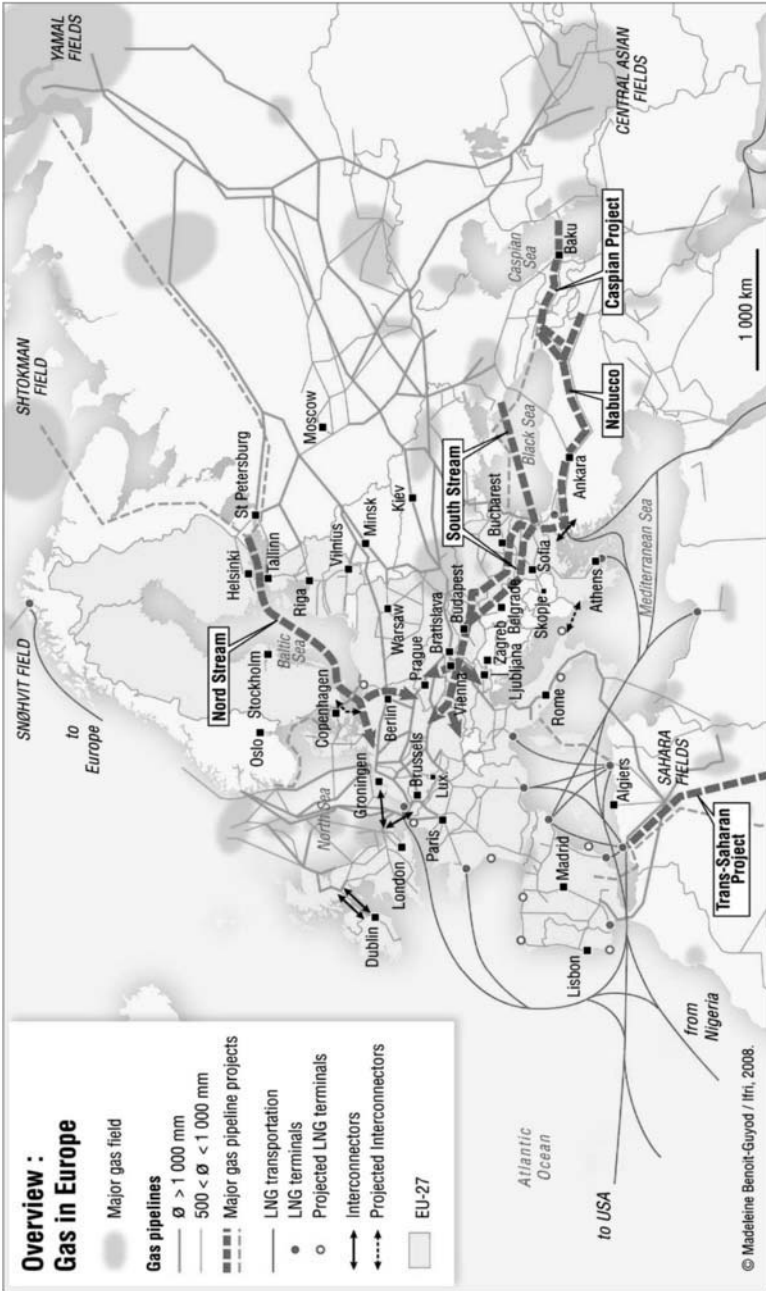 Overview :
Gas in Europe
Major gas field
Gas pipelines
Ø > 1 000 mm
500 < Ø < 1 000 mm
Major gas pipeline projects
LNG transportation
LNG terminals
Projected LNG terminals
Interconnectors
Projected Interconnectors
EU-27
SNØHVIT FIELD
to
Europe
SHTOKMAN
FIELD
YAMAL
FIELDS
Nord Stream
Helsinki
St Petersburg
Tallinn
Oslo
Stockholm
Baltic
Sea
Riga
Moscow
North Sea
Copenhagen
Vilnius
Minsk
Dublin
London
Groningen
Berlin
Warsaw
Kiev
Brussels
Lux
Prague
Paris
Bratislava
Vienna
Budapest
South Stream
Zagreb
Ljubljana
Belgrade
Bucharest
Black Sea
Caspian
Sea
CENTRAL ASIAN
FIELDS
Sofia
Skopje
Rome
Athens
Ankara
Baku
Nabucco
Caspian Project
Madrid
Lisbon
Algiers
SAHARA
FIELDS
Mediterranean Sea
Trans-Saharan
Project
Atlantic
Ocean
to USA
from
Nigeria
1 000 km
© Madeleine Benoit-Guyod / Ifri, 2008.